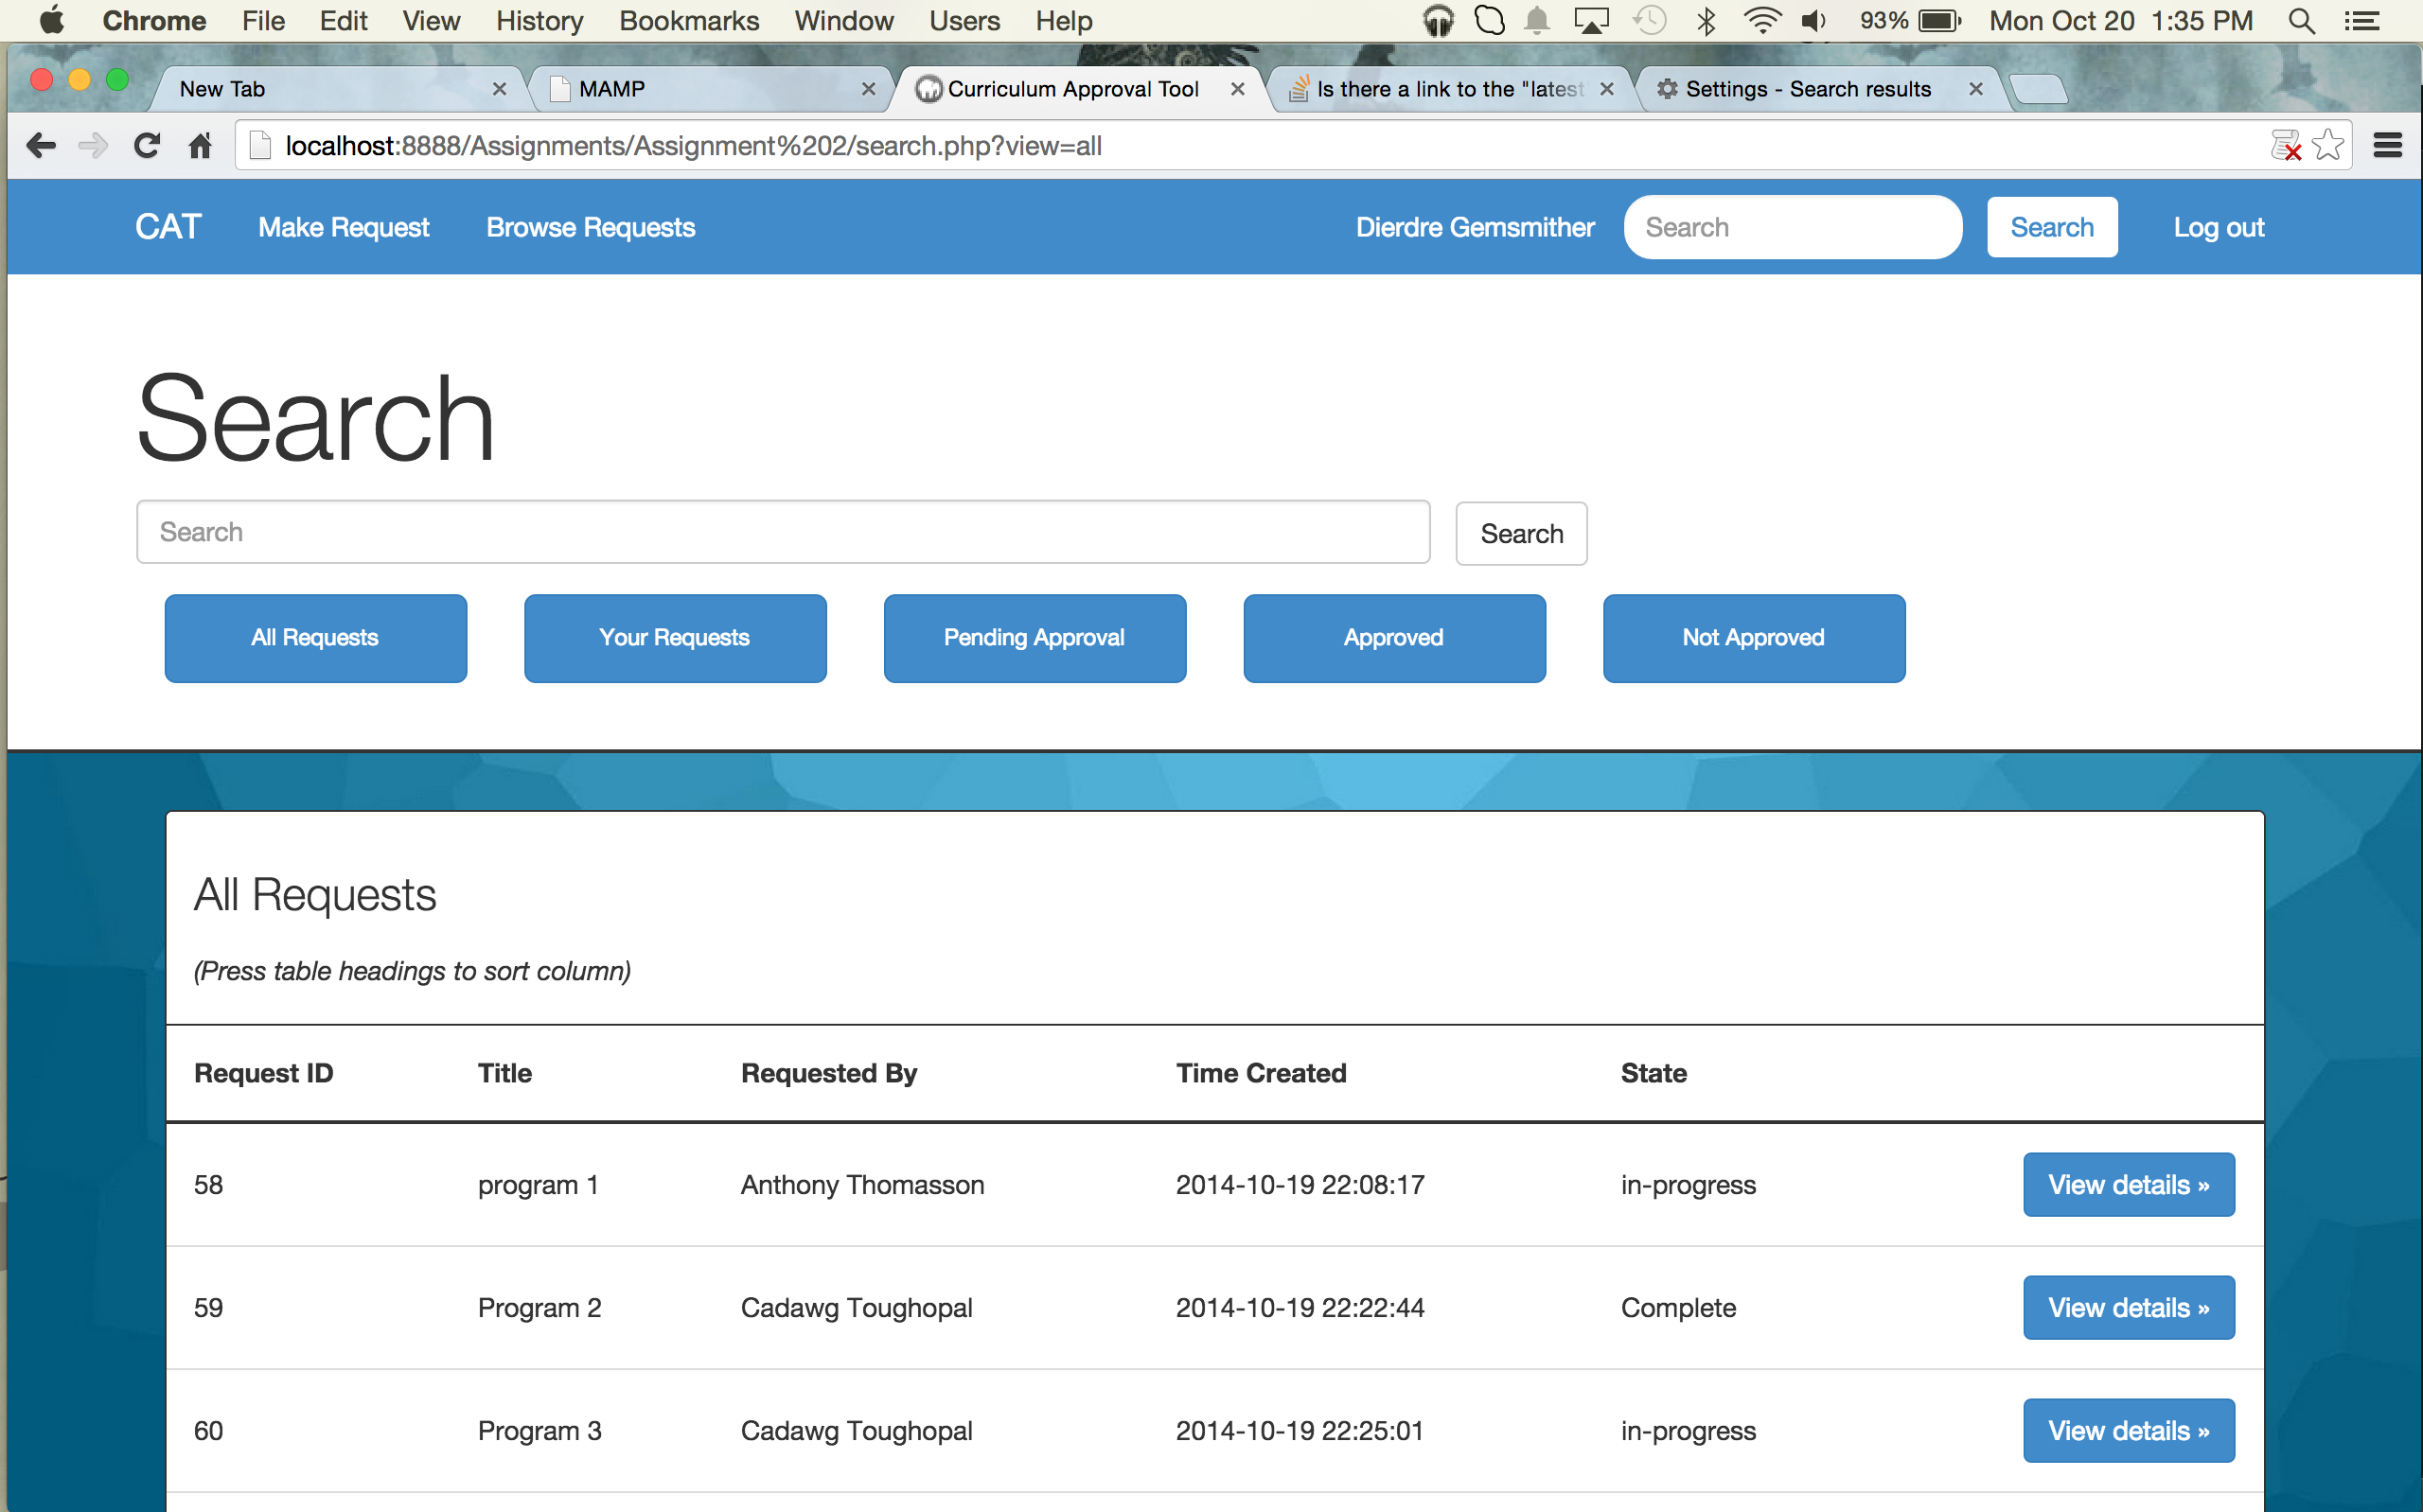 Chrome File Edit View History Bookmarks Window Users Help 93% Mon Oct 20 1:35 PM
New Tab MAMP Curriculum Approval Tool Is there a link to the "latest Settings - Search results
localhost:8888/Assignments/Assignment%202/search.php?view=all
CAT Make Request Browse Requests Dierdre Gemsmither Search Search Log out
Search
Search Search
All Requests Your Requests Pending Approval Approved Not Approved
All Requests
(Press table headings to sort column)
Request ID Title Requested By Time Created State
58 program 1 Anthony Thomasson 2014-10-19 22:08:17 in-progress View details »
59 Program 2 Cadawg Toughopal 2014-10-19 22:22:44 Complete View details »
60 Program 3 Cadawg Toughopal 2014-10-19 22:25:01 in-progress View details »